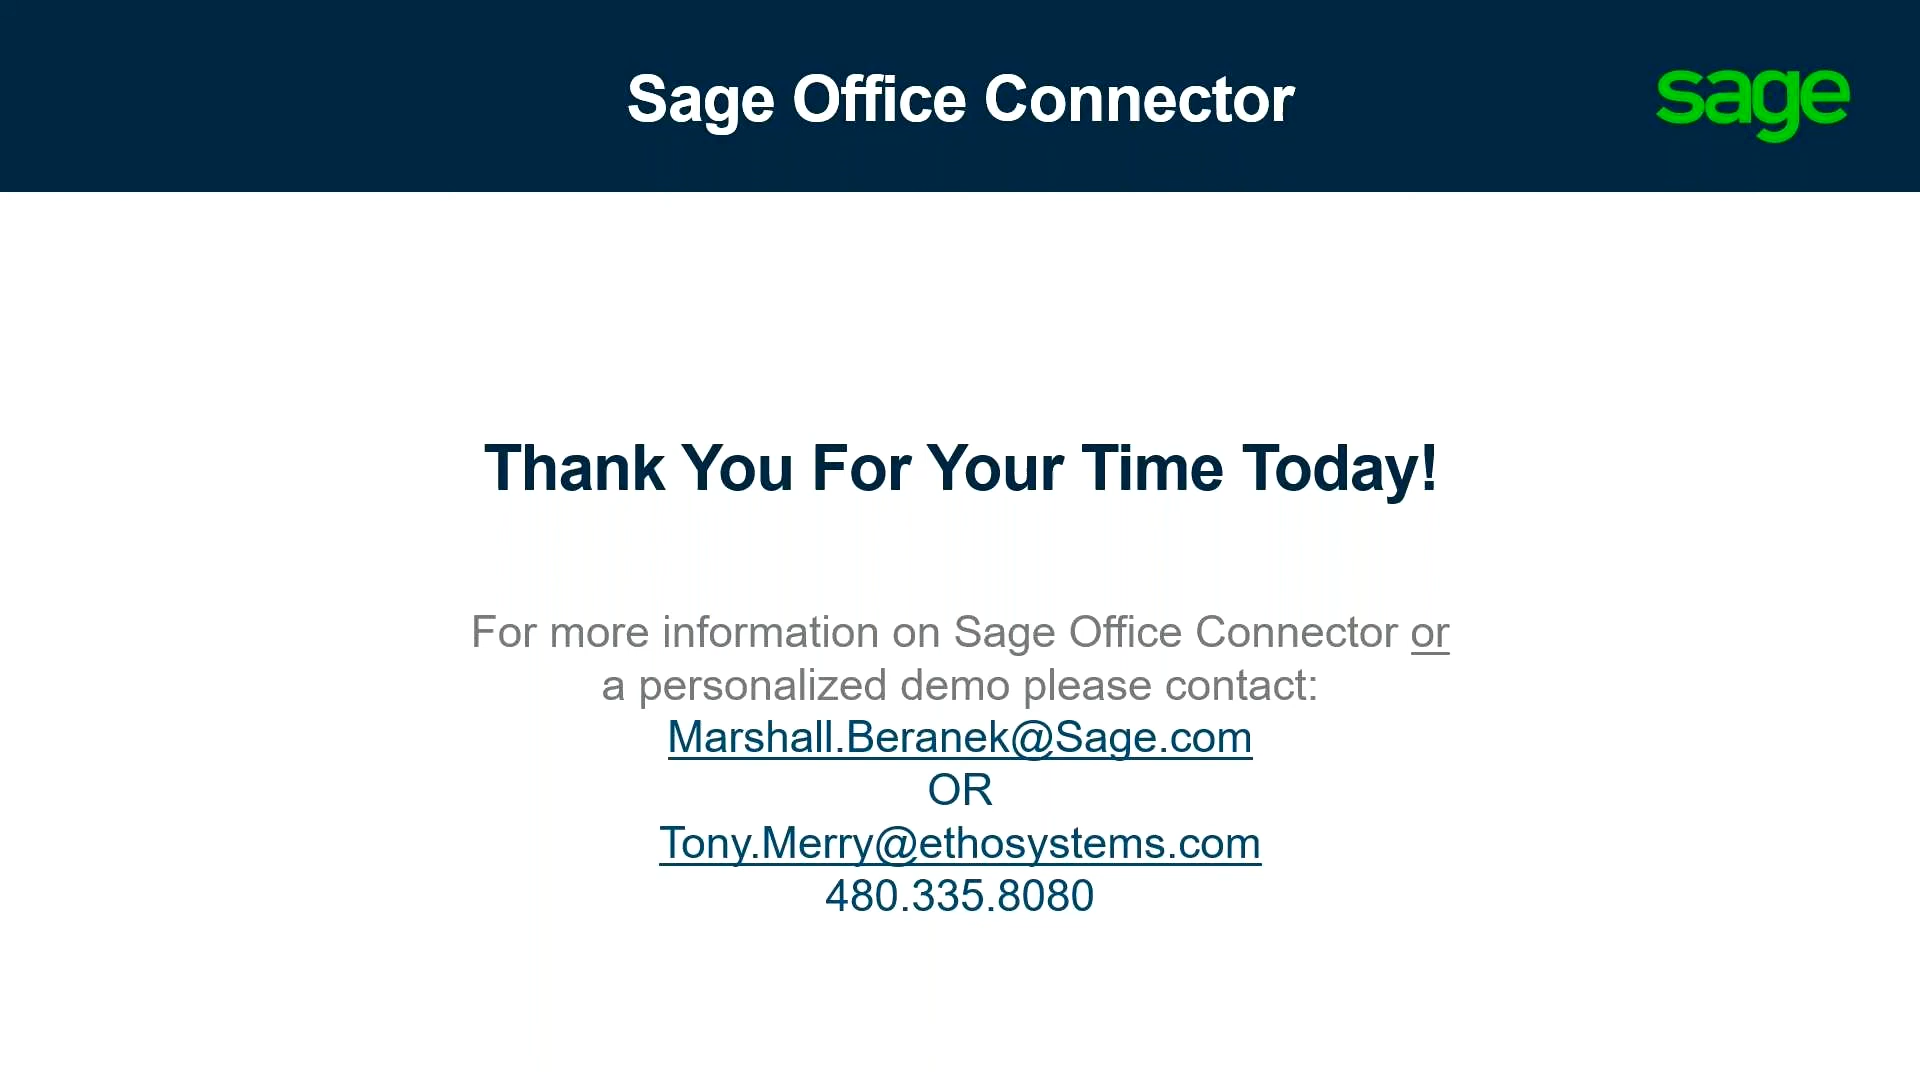 Sage Office Connector
sage
Thank You For Your Time Today!
For more information on Sage Office Connector or
a personalized demo please contact:
Marshall.Beranek@Sage.com
OR
Tony.Merry@ethosystems.com
480.335.8080